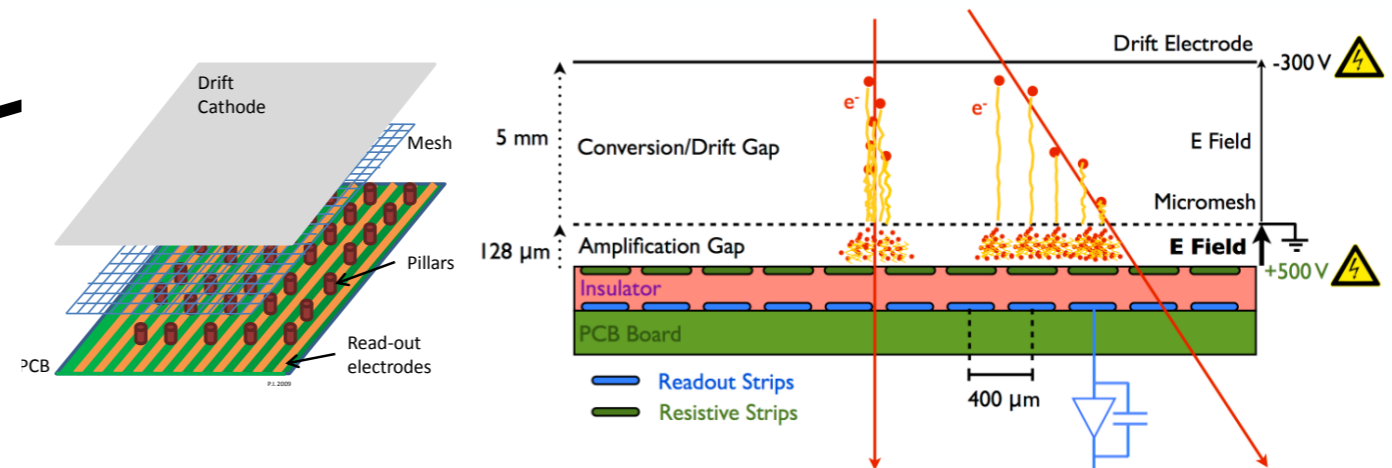 Drift
Cathode
Mesh
Pillars
Read-out
electrodes
PCB
P.I. 2009
Drift Electrode
-300 V
e-
e-
5 mm
Conversion/Drift Gap
E Field
Micromesh
128 μm
Amplification Gap
E Field
+500 V
Insulator
PCB Board
Readout Strips
Resistive Strips
400 μm